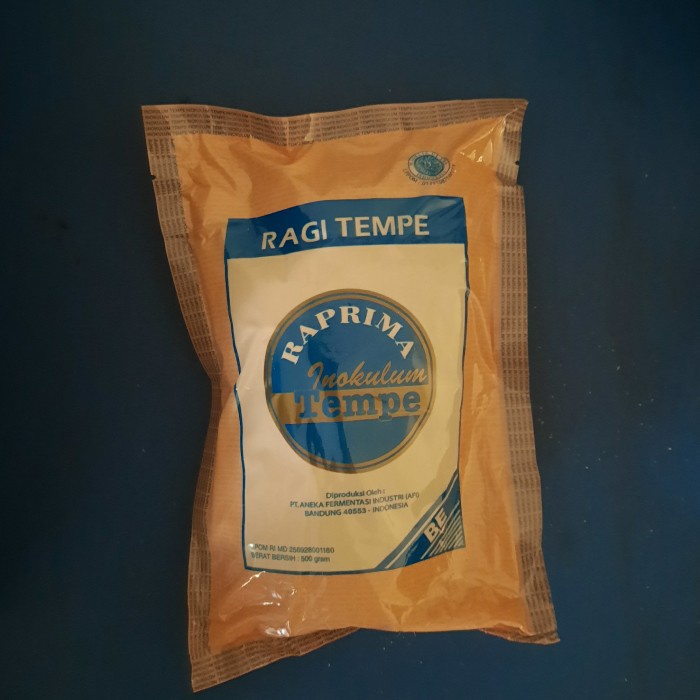 RAGI TEMPE
RAPRIMA
Inokulum
Tempe
Diproduksi Oleh :
PT.ANEKA FERMENTASI INDUSTRI (AFI)
BANDUNG 40553 - INDONESIA
BE
BERAT BERSIH : 500 gram